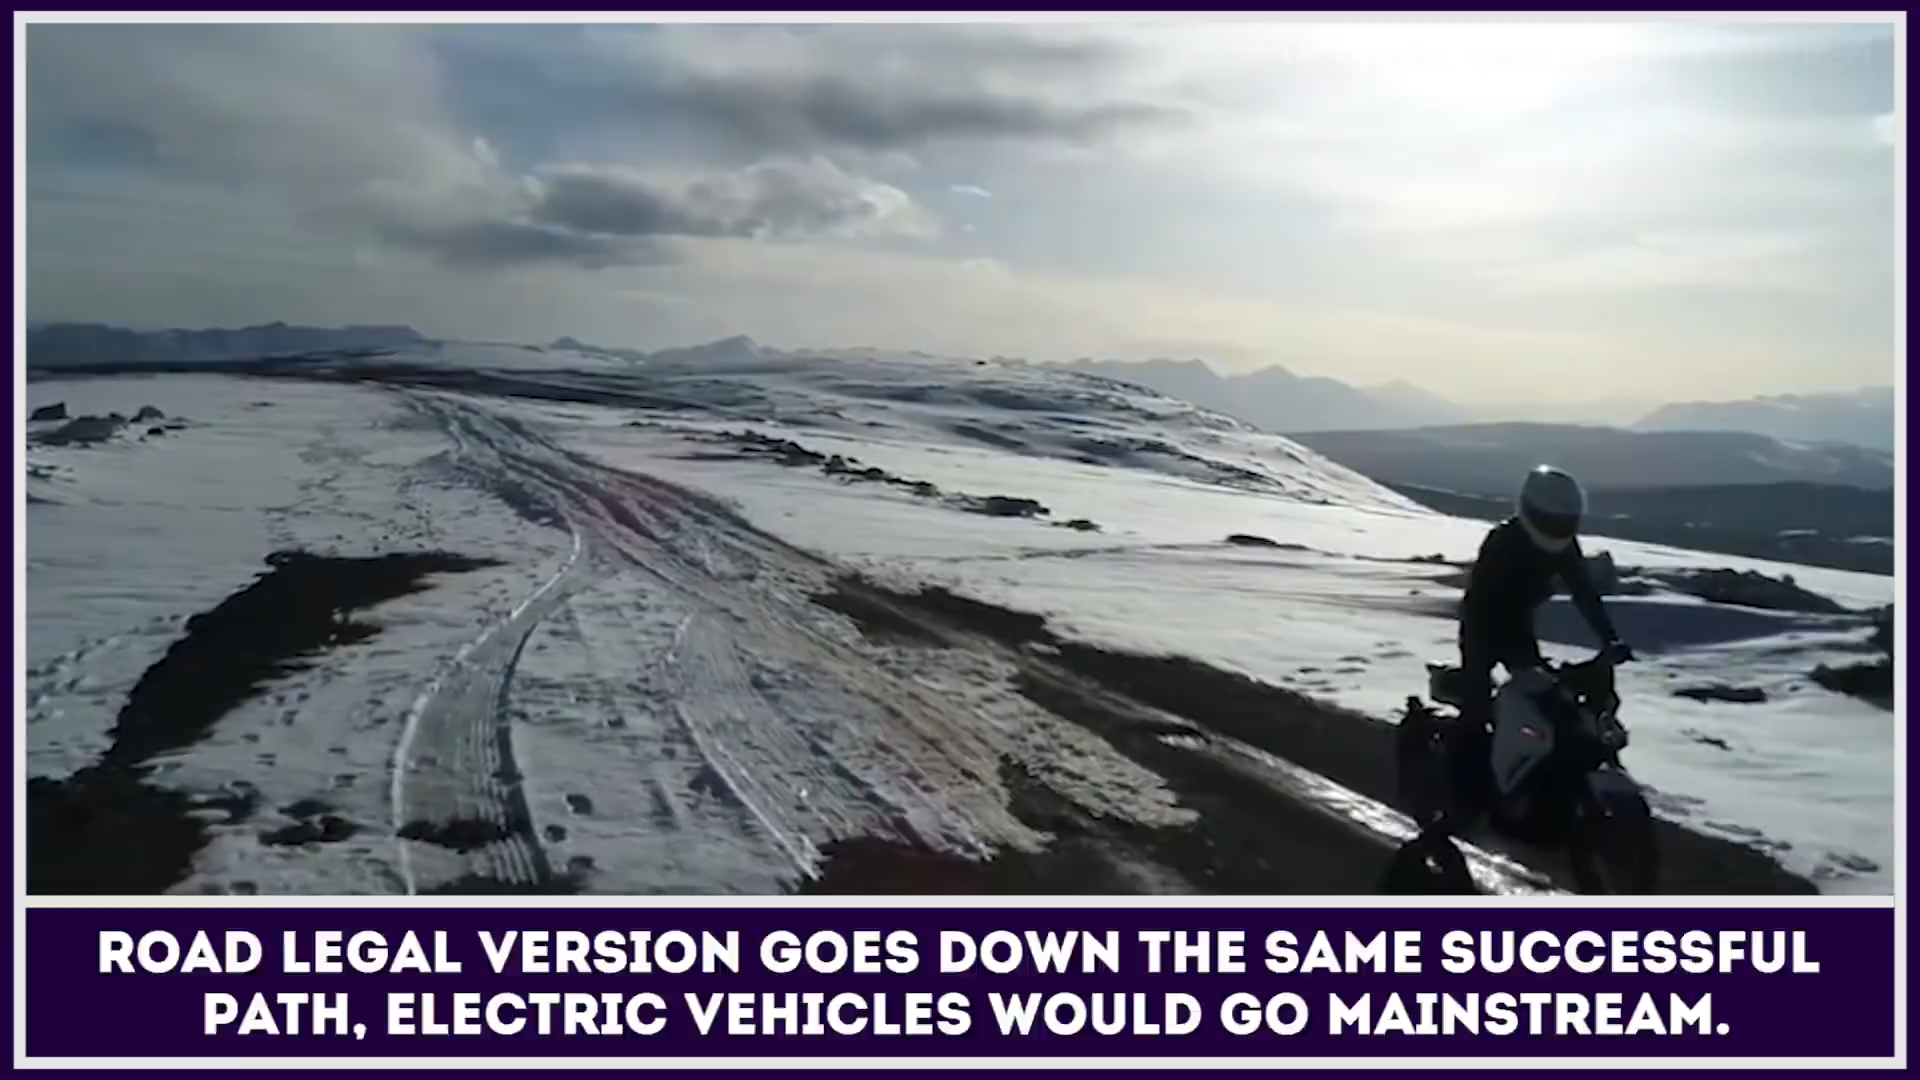 ROAD LEGAL VERSION GOES DOWN THE SAME SUCCESSFUL
PATH, ELECTRIC VEHICLES WOULD GO MAINSTREAM.